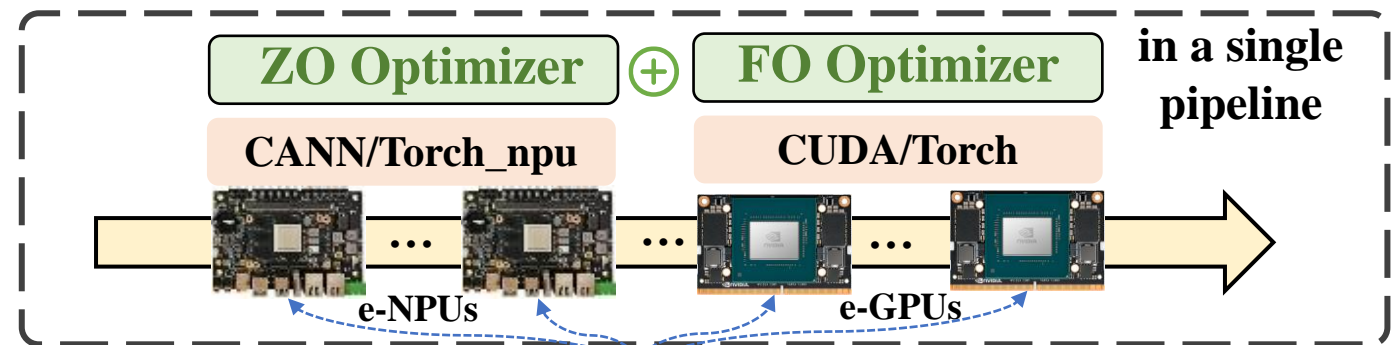 ZO Optimizer + FO Optimizer
in a single
pipeline
CANN/Torch_npu
CUDA/Torch
... ... ...
e-NPUs
e-GPUs